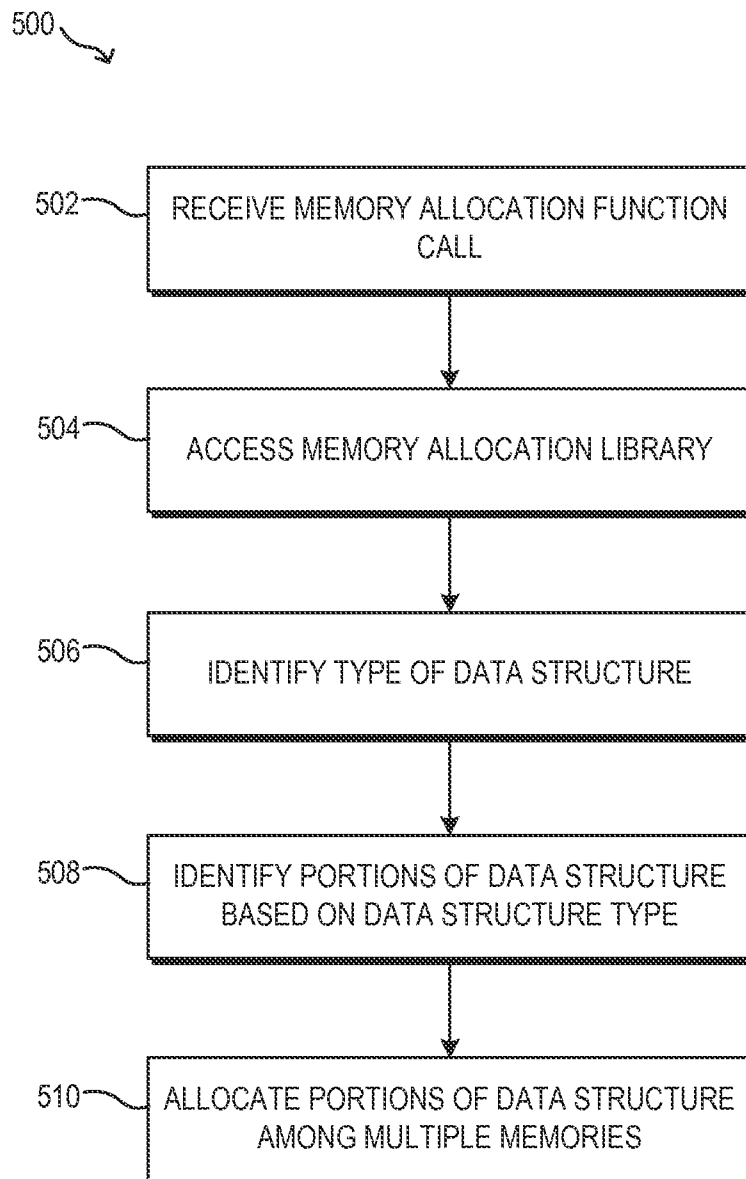 500
502
RECEIVE MEMORY ALLOCATION FUNCTION
CALL
504
ACCESS MEMORY ALLOCATION LIBRARY
506
IDENTIFY TYPE OF DATA STRUCTURE
508
IDENTIFY PORTIONS OF DATA STRUCTURE
BASED ON DATA STRUCTURE TYPE
510
ALLOCATE PORTIONS OF DATA STRUCTURE
AMONG MULTIPLE MEMORIES